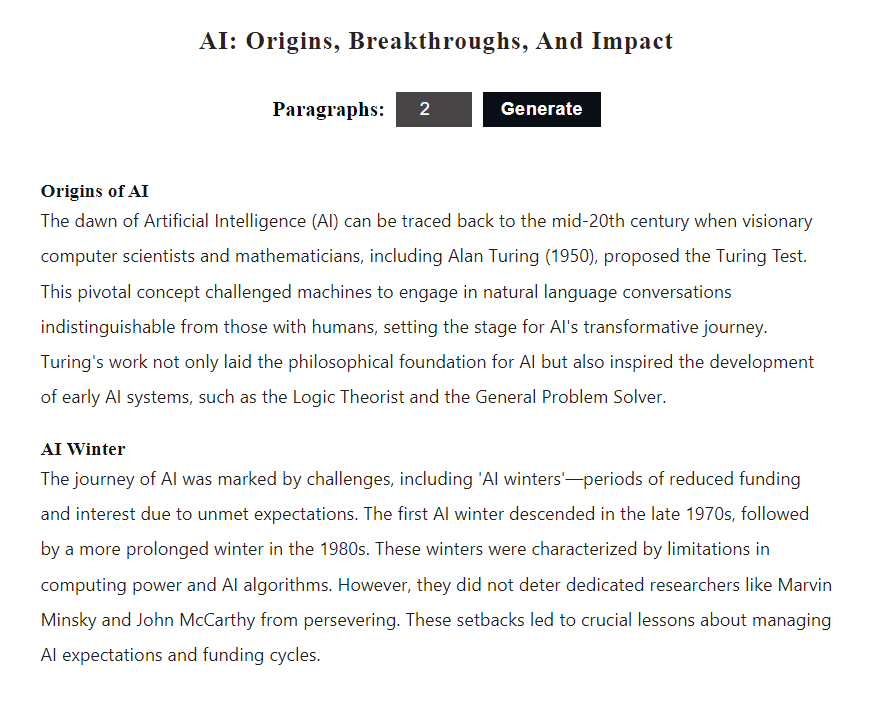 AI: Origins, Breakthroughs, And Impact
Paragraphs: 2 Generate
Origins of AI
The dawn of Artificial Intelligence (AI) can be traced back to the mid-20th century when visionary
computer scientists and mathematicians, including Alan Turing (1950), proposed the Turing Test.
This pivotal concept challenged machines to engage in natural language conversations
indistinguishable from those with humans, setting the stage for AI's transformative journey.
Turing's work not only laid the philosophical foundation for AI but also inspired the development
of early AI systems, such as the Logic Theorist and the General Problem Solver.
AI Winter
The journey of AI was marked by challenges, including 'AI winters'—periods of reduced funding
and interest due to unmet expectations. The first AI winter descended in the late 1970s, followed
by a more prolonged winter in the 1980s. These winters were characterized by limitations in
computing power and AI algorithms. However, they did not deter dedicated researchers like Marvin
Minsky and John McCarthy from persevering. These setbacks led to crucial lessons about managing
AI expectations and funding cycles.